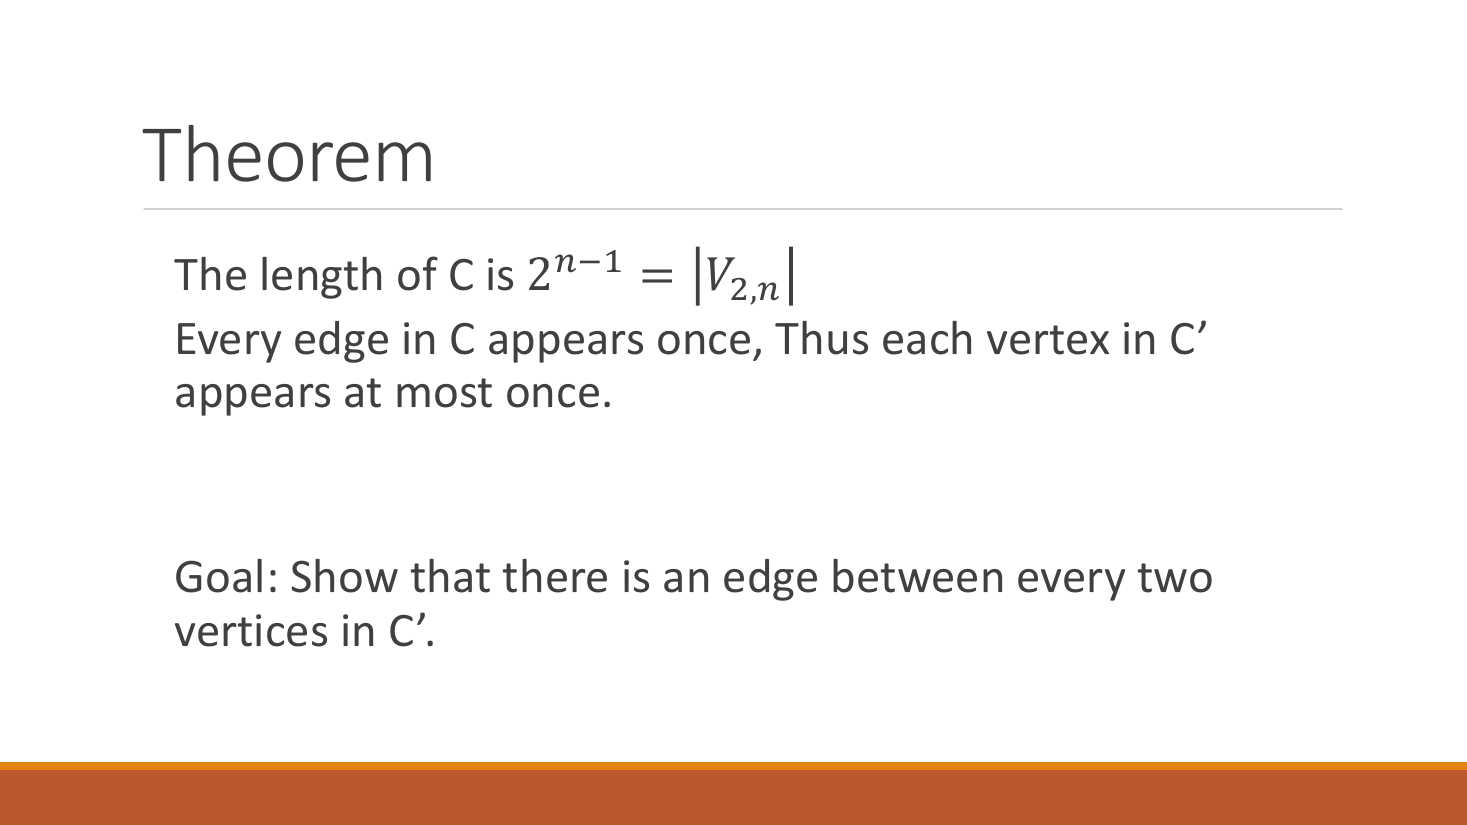 Theorem
The length of C is $2^{n-1} = |V_{2,n}|$
Every edge in C appears once, Thus each vertex in C’
appears at most once.
Goal: Show that there is an edge between every two
vertices in C’.